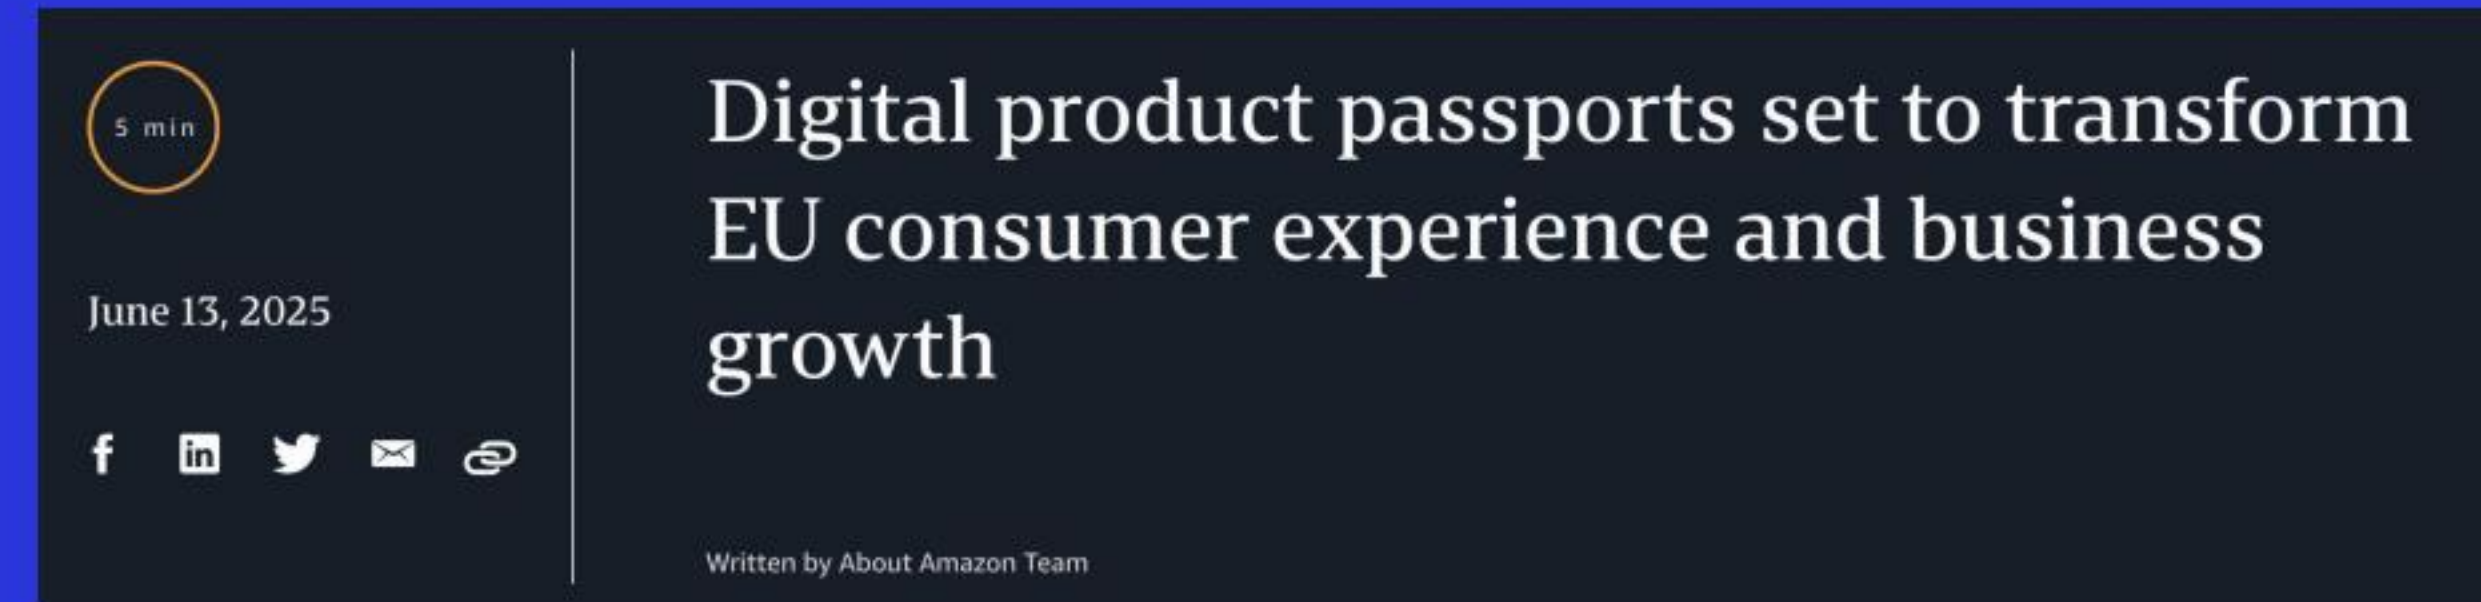 5 min
June 13, 2025
Digital product passports set to transform
EU consumer experience and business
growth
Written by About Amazon Team